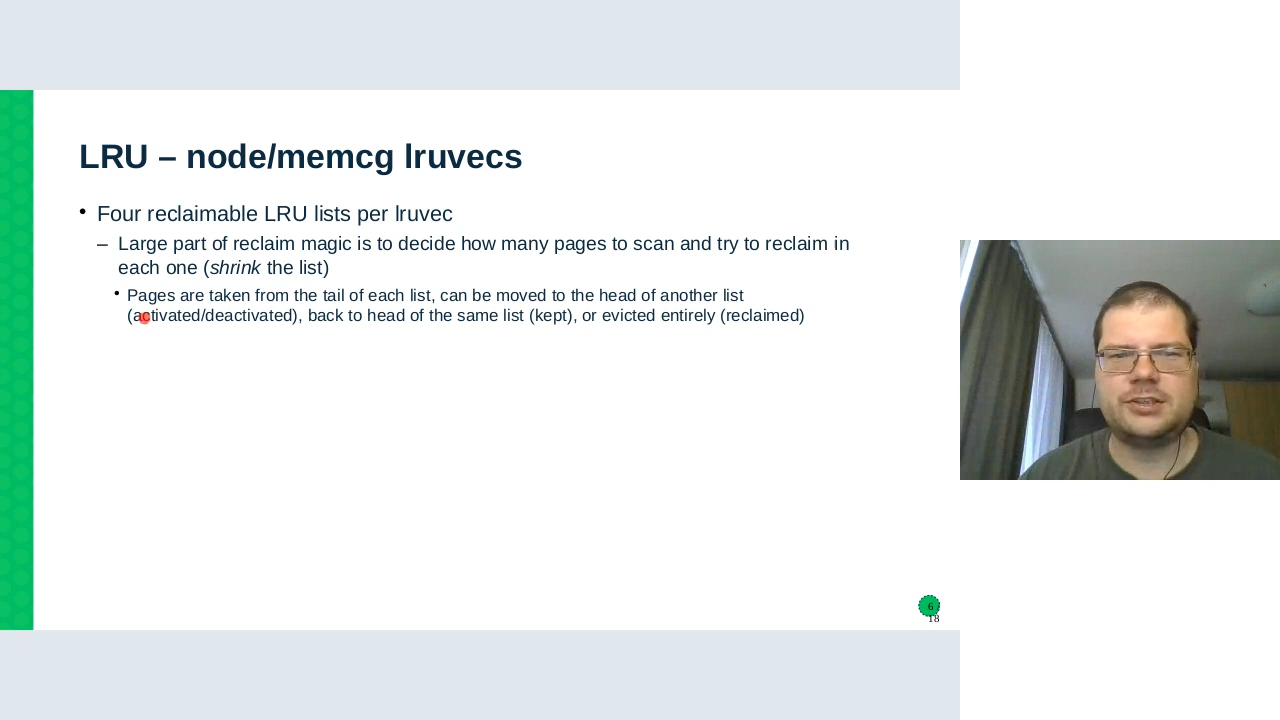 LRU – node/memcg lruvecs
• Four reclaimable LRU lists per lruvec
– Large part of reclaim magic is to decide how many pages to scan and try to reclaim in
each one (shrink the list)
• Pages are taken from the tail of each list, can be moved to the head of another list
(activated/deactivated), back to head of the same list (kept), or evicted entirely (reclaimed)
6
18